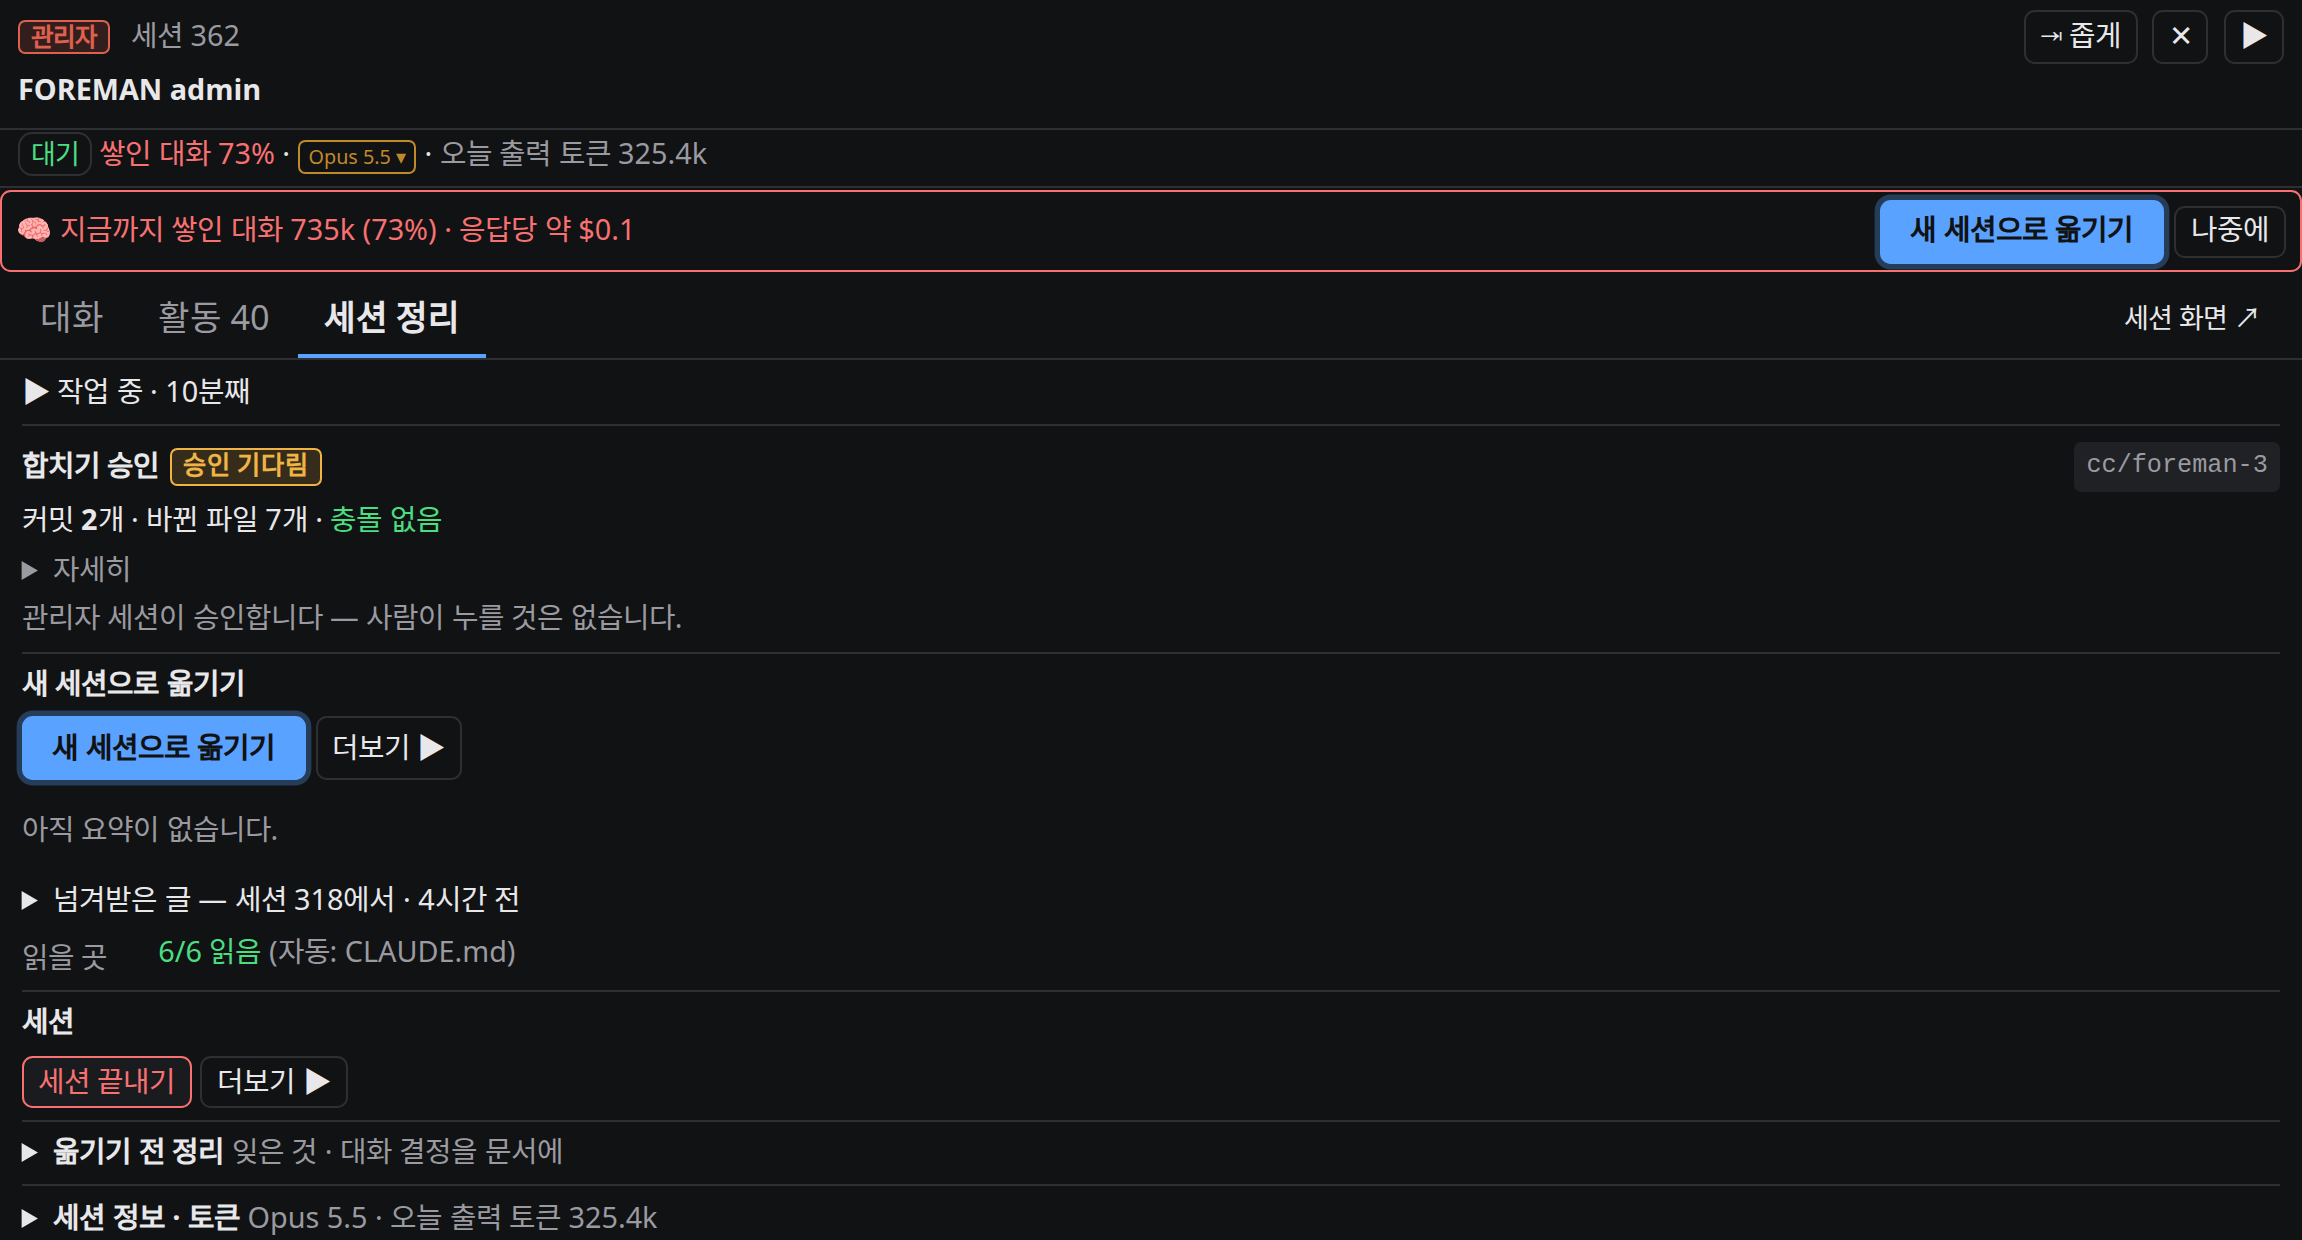 관리자 세션 362 ⇥ 좁게 ✕ ▶
FOREMAN admin
대기 쌓인 대화 73% · Opus 5.5 ▾ · 오늘 출력 토큰 325.4k
🧠 지금까지 쌓인 대화 735k (73%) · 응답당 약 $0.1 새 세션으로 옮기기 나중에
대화 활동 40 세션 정리 세션 화면 ↗
▶ 작업 중 · 10분째
합치기 승인 승인 기다림 cc/foreman-3
커밋 2개 · 바뀐 파일 7개 · 충돌 없음
▶ 자세히
관리자 세션이 승인합니다 — 사람이 누를 것은 없습니다.
새 세션으로 옮기기
새 세션으로 옮기기 더보기 ▶
아직 요약이 없습니다.
▶ 넘겨받은 글 — 세션 318에서 · 4시간 전
읽을 곳 6/6 읽음 (자동: CLAUDE.md)
세션
세션 끝내기 더보기 ▶
▶ 옮기기 전 정리 잊은 것 · 대화 결정을 문서에
▶ 세션 정보 · 토큰 Opus 5.5 · 오늘 출력 토큰 325.4k